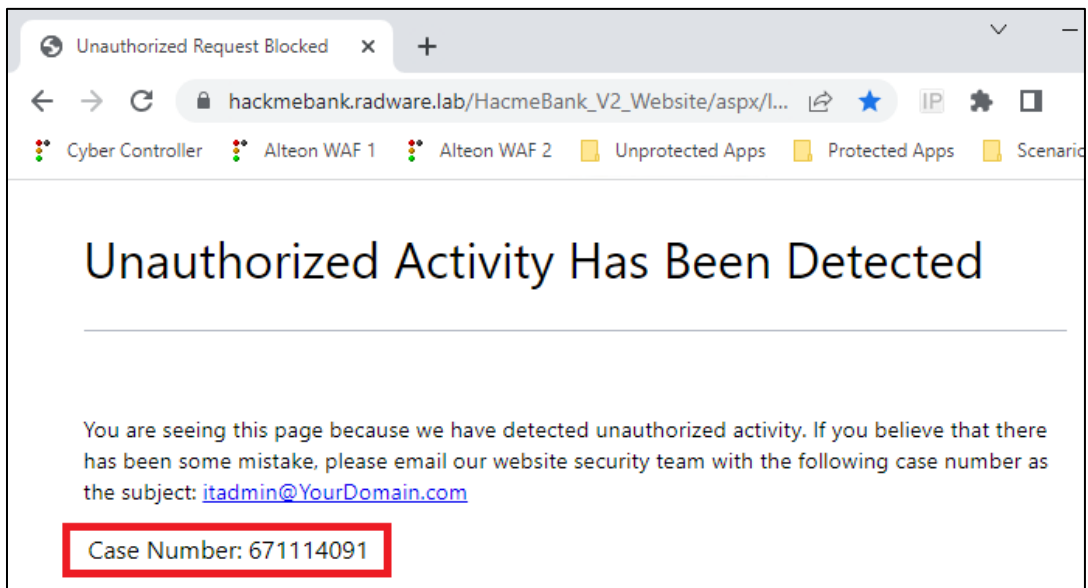 Unauthorized Request Blocked
hackmebank.radware.lab/HacmeBank_V2_Website/aspx/l...
IP
Cyber Controller Alteon WAF 1 Alteon WAF 2 Unprotected Apps Protected Apps Scenario
Unauthorized Activity Has Been Detected
You are seeing this page because we have detected unauthorized activity. If you believe that there
has been some mistake, please email our website security team with the following case number as
the subject: itadmin@YourDomain.com
Case Number: 671114091